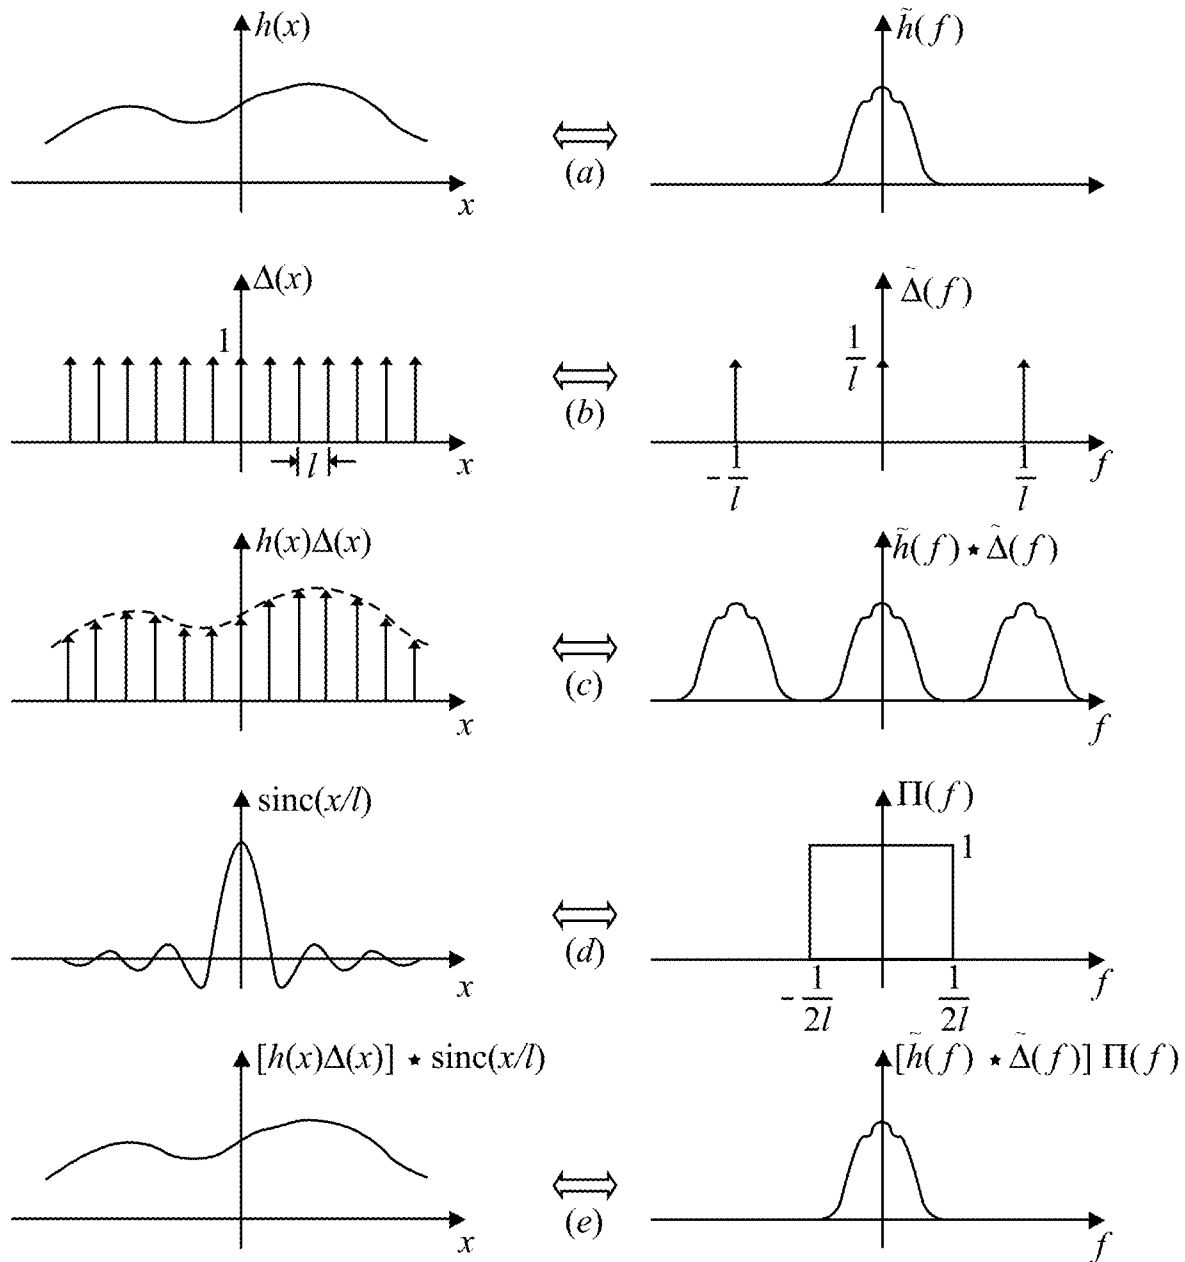 h(x)
h̃(f)
x
(a)
f
Δ(x)
Δ̃(f)
1
1/l
l
x
(b)
-1/l
1/l
f
h(x)Δ(x)
h̃(f) ⋆ Δ̃(f)
x
(c)
f
sinc(x/l)
Π(f)
1
x
(d)
-1/2l
1/2l
f
[h(x)Δ(x)] ⋆ sinc(x/l)
[h̃(f) ⋆ Δ̃(f)] Π(f)
x
(e)
f